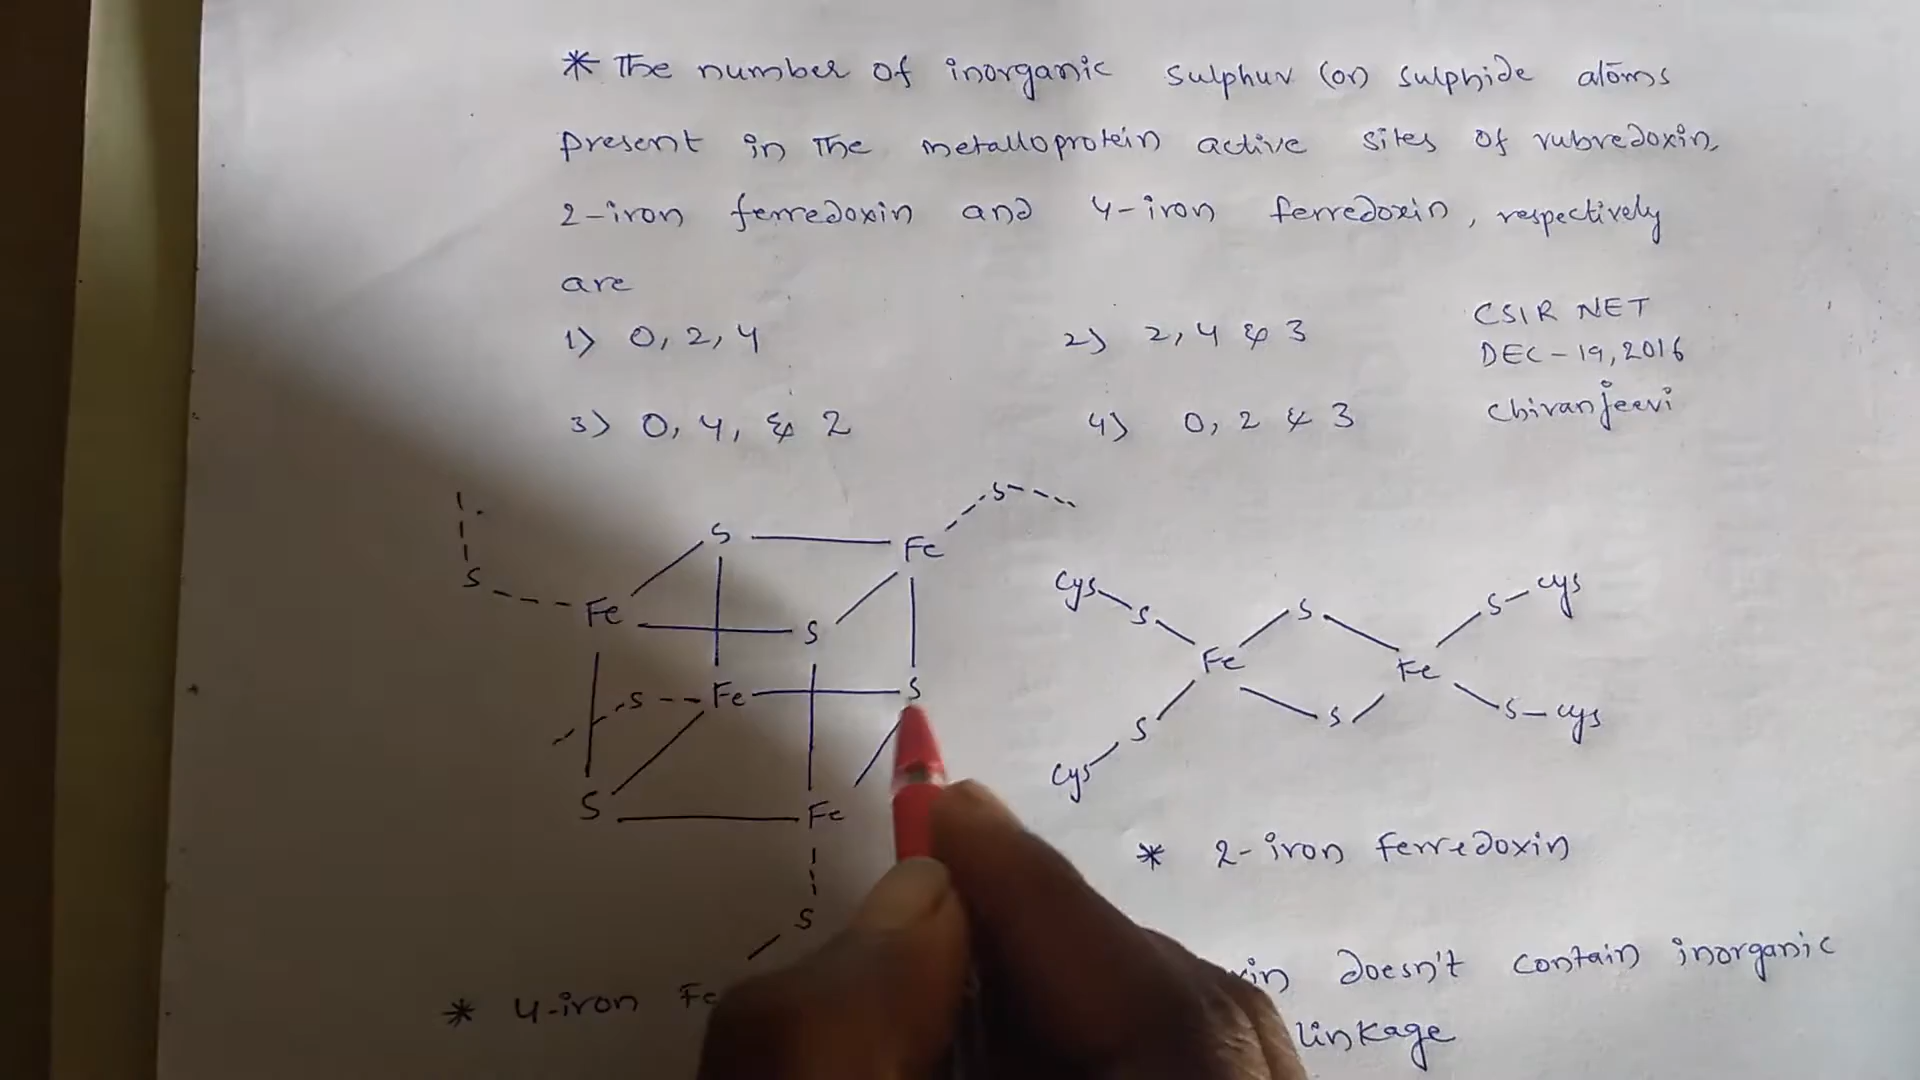 * The number of inorganic sulphur (or) sulphide atoms
present in The metalloprotein active sites of rubredoxin,
2-iron ferredoxin and 4-iron ferredoxin, respectively
are
1) 0, 2, 4 2) 2, 4 & 3
3) 0, 4, & 2 4) 0, 2 & 3
CSIR NET
DEC-19, 2016
Chiranjeevi
S
S Fe
S
Fe S
S Fe S
S Fe
S
* 4-iron Fe
Cys S S S-cys
Fe Fe
S S S-cys
Cys
* 2-iron Ferredoxin
doesn't contain inorganic
linkage